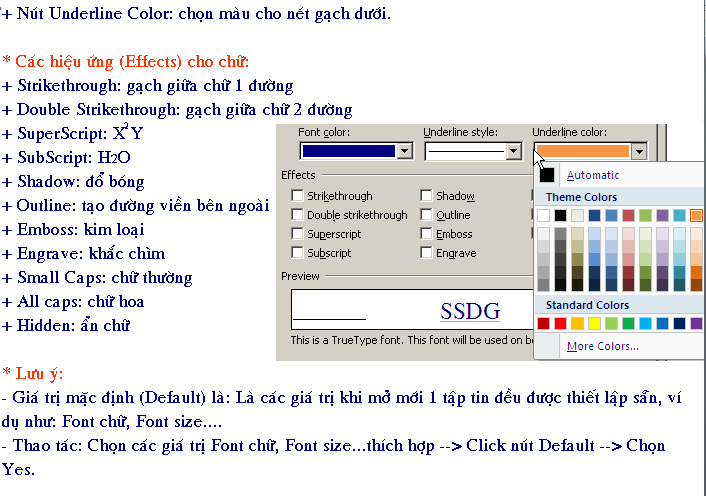 + Nút Underline Color: chọn màu cho nét gạch dưới.
* Các hiệu ứng (Effects) cho chữ:
+ Strikethrough: gạch giữa chữ 1 đường
+ Double Strikethrough: gạch giữa chữ 2 đường
+ SuperScript: X²Y
+ SubScript: H₂O
+ Shadow: đổ bóng
+ Outline: tạo đường viền bên ngoài
+ Emboss: kim loại
+ Engrave: khắc chìm
+ Small Caps: chữ thường
+ All caps: chữ hoa
+ Hidden: ẩn chữ
Font color: Underline style: Underline color:
Automatic
Effects
Theme Colors
Strikethrough Shadow
Double strikethrough Outline
Superscript Emboss
Subscript Engrave
Preview
Standard Colors
SSDG
This is a TrueType font. This font will be used on bo
More Colors...
* Lưu ý:
- Giá trị mặc định (Default) là: Là các giá trị khi mở mới 1 tập tin đều được thiết lập sẵn, ví
dụ như: Font chữ, Font size....
- Thao tác: Chọn các giá trị Font chữ, Font size...thích hợp --> Click nút Default --> Chọn
Yes.